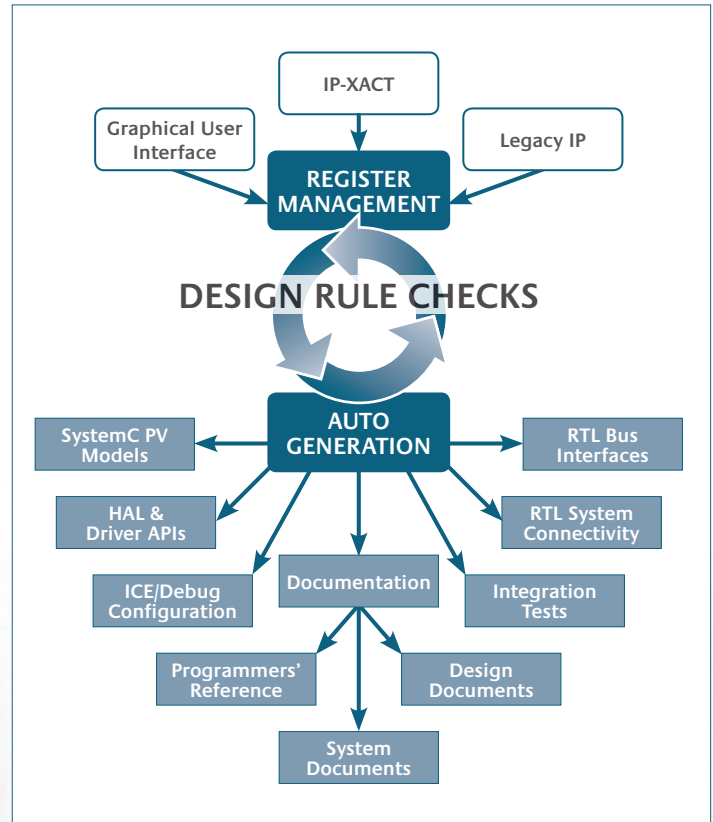 IP-XACT
Graphical User
Interface
Legacy IP
REGISTER
MANAGEMENT
DESIGN RULE CHECKS
AUTO
GENERATION
SystemC PV
Models
RTL Bus
Interfaces
HAL &
Driver APIs
RTL System
Connectivity
ICE/Debug
Configuration
Documentation
Integration
Tests
Programmers'
Reference
Design
Documents
System
Documents